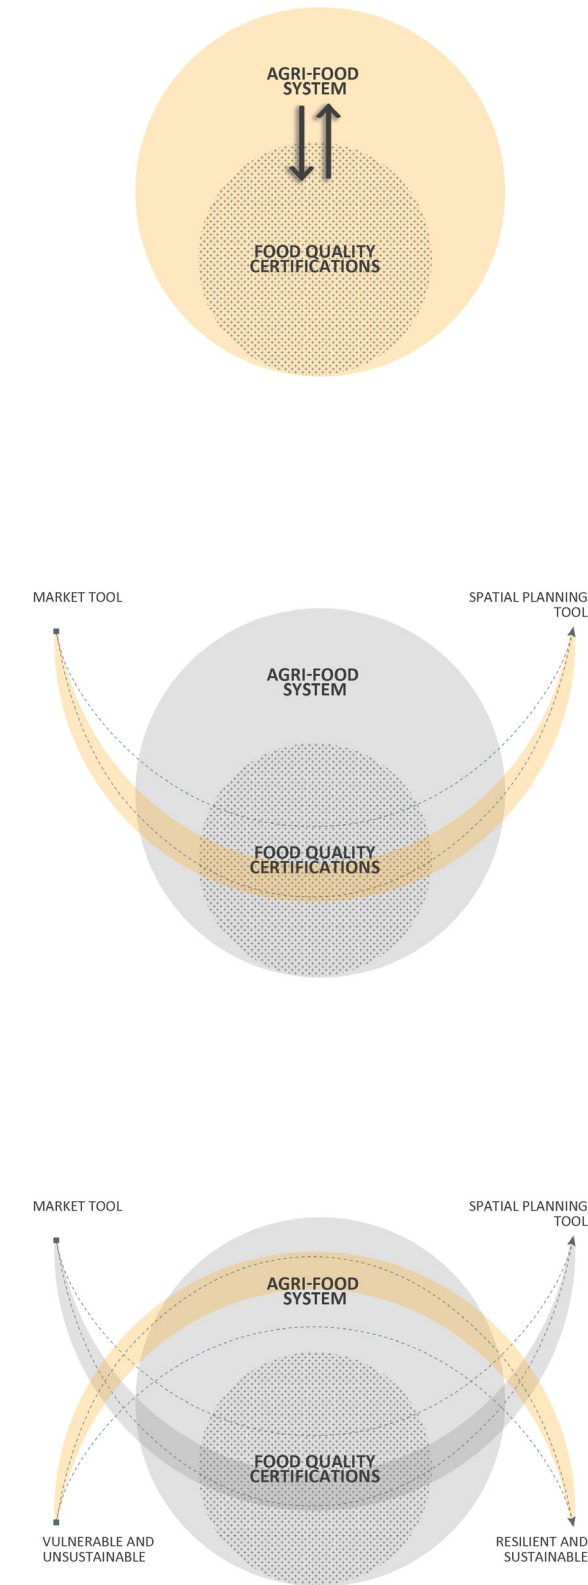 AGRI-FOOD
SYSTEM
FOOD QUALITY
CERTIFICATIONS
MARKET TOOL
SPATIAL PLANNING
TOOL
AGRI-FOOD
SYSTEM
FOOD QUALITY
CERTIFICATIONS
MARKET TOOL
SPATIAL PLANNING
TOOL
AGRI-FOOD
SYSTEM
FOOD QUALITY
CERTIFICATIONS
VULNERABLE AND
UNSUSTAINABLE
RESILIENT AND
SUSTAINABLE